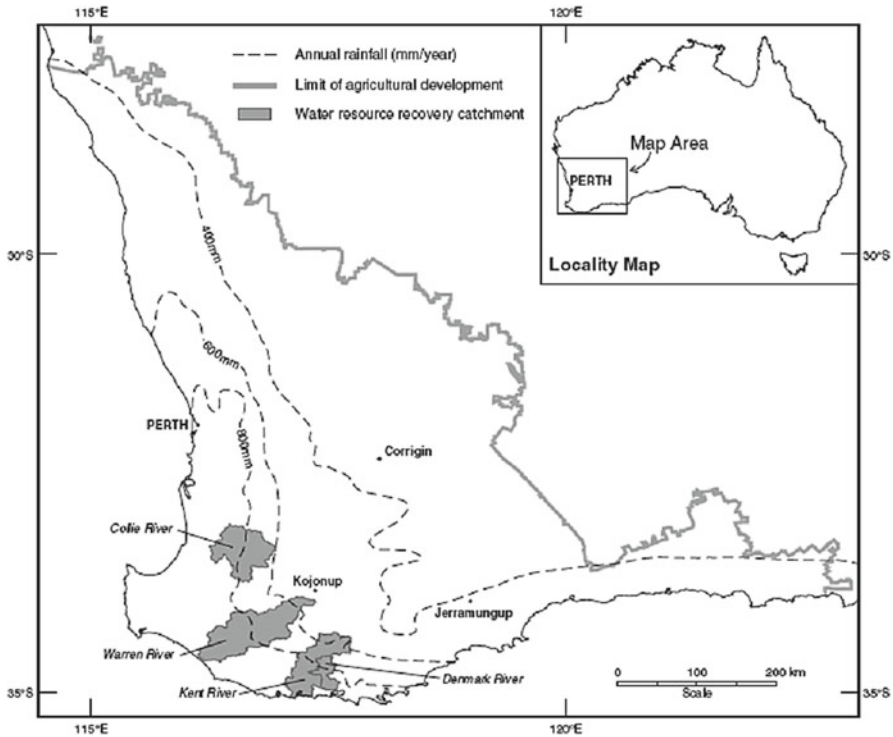 115°E
120°E
Annual rainfall (mm/year)
Limit of agricultural development
Water resource recovery catchment
Map Area
PERTH
Locality Map
30°S
30°S
400mm
600mm
800mm
PERTH
Corrigin
Collie River
Kojonup
Jerramungup
Warren River
Kent River
Denmark River
0 100 200 km
Scale
35°S
35°S
115°E
120°E